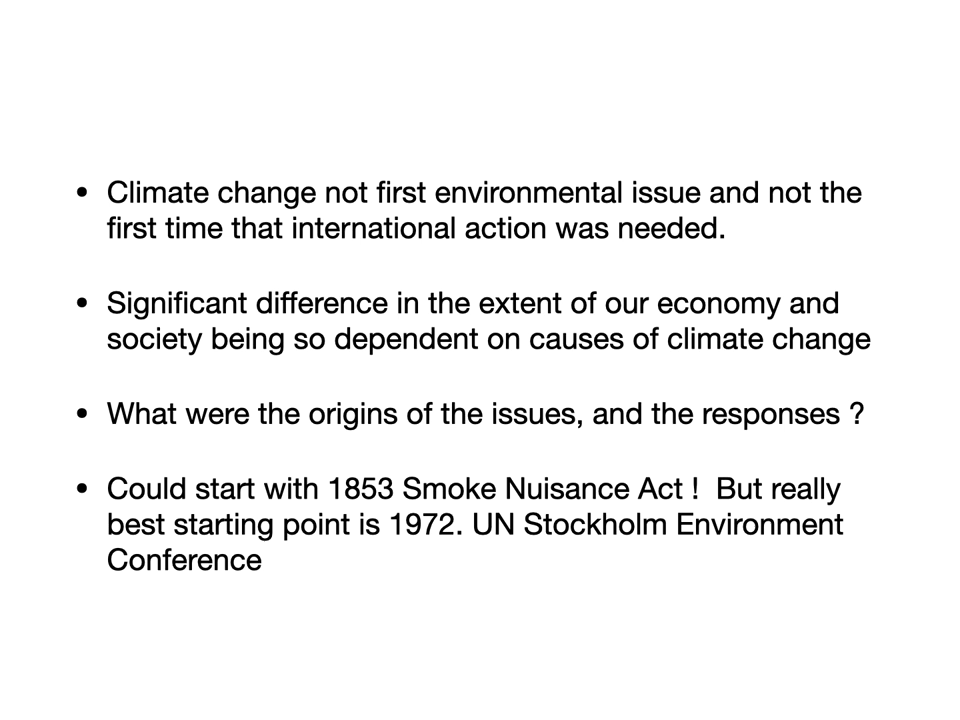 • Climate change not first environmental issue and not the
first time that international action was needed.
• Significant difference in the extent of our economy and
society being so dependent on causes of climate change
• What were the origins of the issues, and the responses ?
• Could start with 1853 Smoke Nuisance Act !  But really
best starting point is 1972. UN Stockholm Environment
Conference